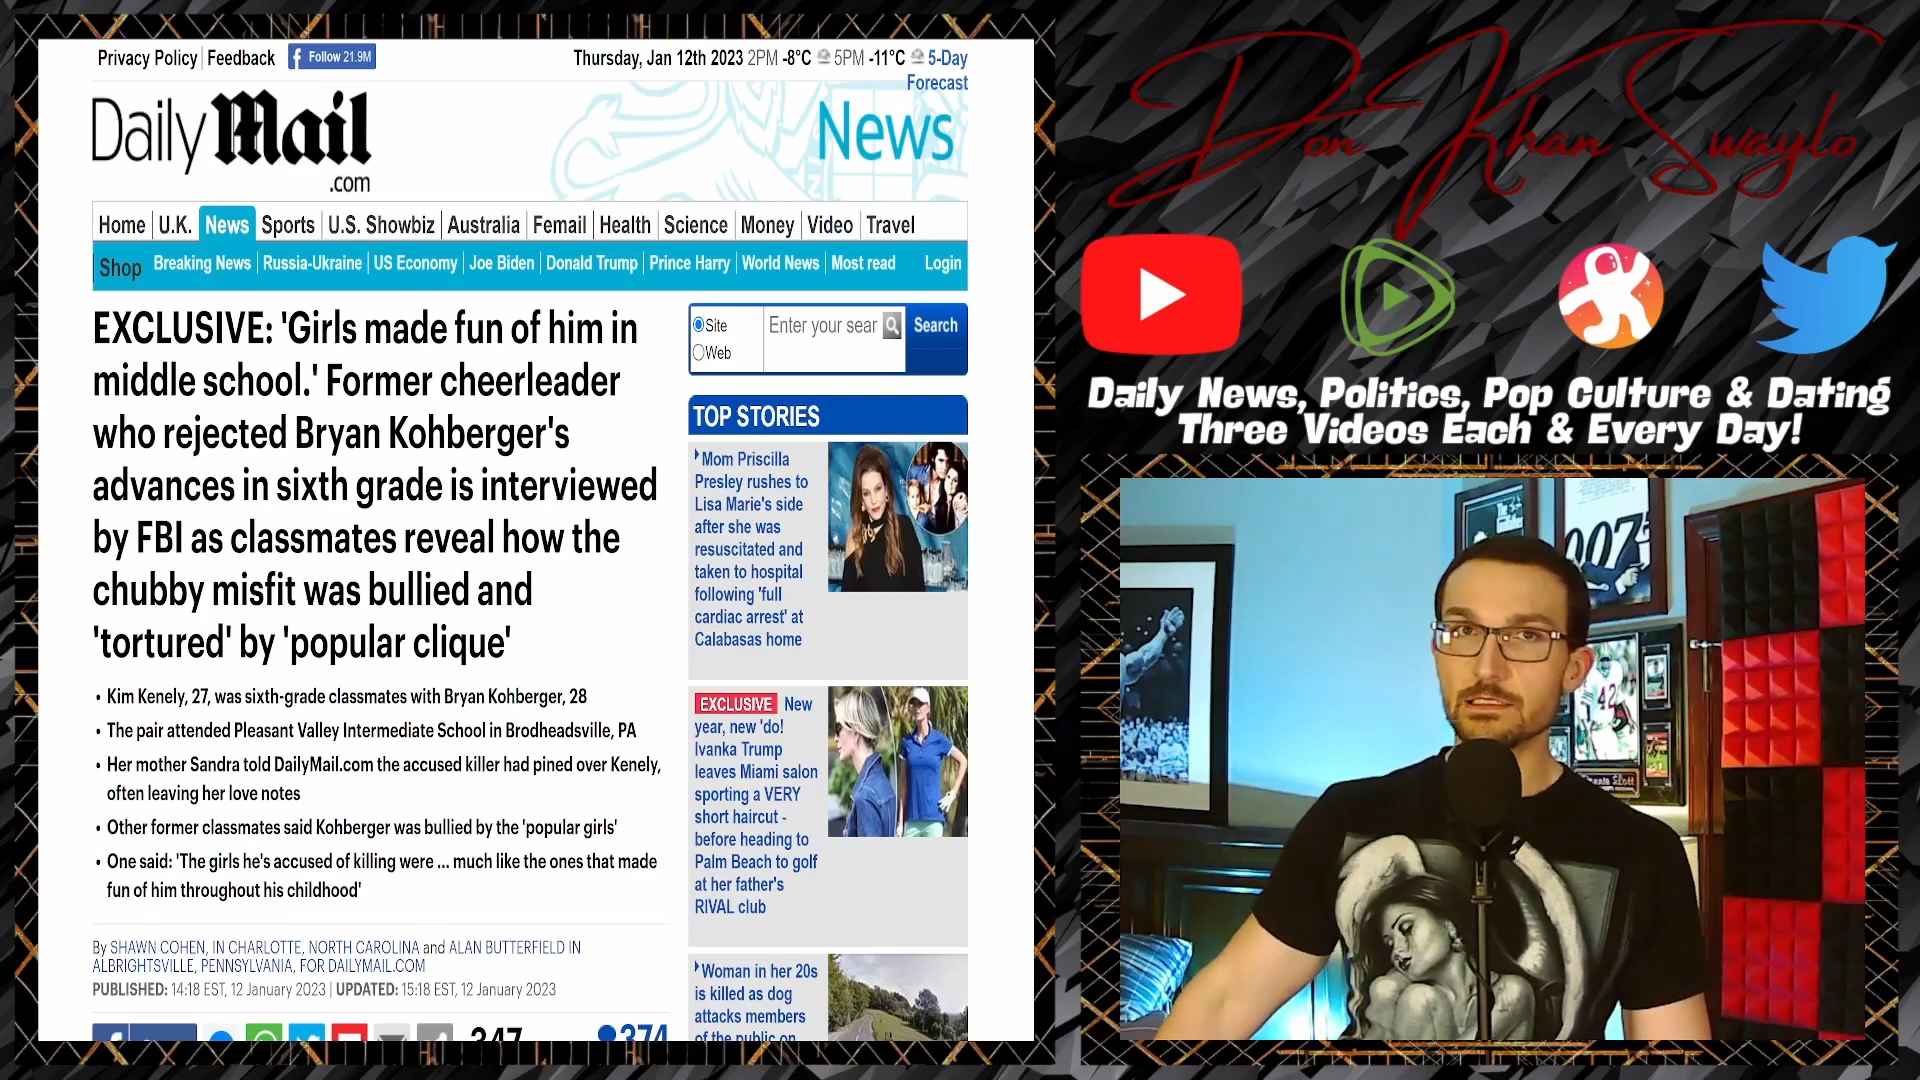 Privacy Policy Feedback Follow 21.9M
Thursday, Jan 12th 2023 2PM -8°C 5PM -11°C 5-Day
Forecast
Daily Mail
.com
News
Home U.K. News Sports U.S. Showbiz Australia Femail Health Science Money Video Travel
Shop Breaking News Russia-Ukraine US Economy Joe Biden Donald Trump Prince Harry World News Most read Login
EXCLUSIVE: 'Girls made fun of him in
middle school.' Former cheerleader
who rejected Bryan Kohberger's
advances in sixth grade is interviewed
by FBI as classmates reveal how the
chubby misfit was bullied and
'tortured' by 'popular clique'
• Kim Kenely, 27, was sixth-grade classmates with Bryan Kohberger, 28
• The pair attended Pleasant Valley Intermediate School in Brodheadsville, PA
• Her mother Sandra told DailyMail.com the accused killer had pined over Kenely,
often leaving her love notes
• Other former classmates said Kohberger was bullied by the 'popular girls'
• One said: 'The girls he's accused of killing were ... much like the ones that made
fun of him throughout his childhood'
By SHAWN COHEN, IN CHARLOTTE, NORTH CAROLINA and ALAN BUTTERFIELD IN
ALBRIGHTSVILLE, PENNSYLVANIA, FOR DAILYMAIL.COM
PUBLISHED: 14:18 EST, 12 January 2023 | UPDATED: 15:18 EST, 12 January 2023
347
374
Site
Web
Enter your sear
Search
TOP STORIES
Mom Priscilla
Presley rushes to
Lisa Marie's side
after she was
resuscitated and
taken to hospital
following 'full
cardiac arrest' at
Calabasas home
EXCLUSIVE New
year, new 'do!
Ivanka Trump
leaves Miami salon
sporting a VERY
short haircut -
before heading to
Palm Beach to golf
at her father's
RIVAL club
Woman in her 20s
is killed as dog
attacks members
of the public on
Don Khan Swaylo
Daily News, Politics, Pop Culture & Dating
Three Videos Each & Every Day!
007
42